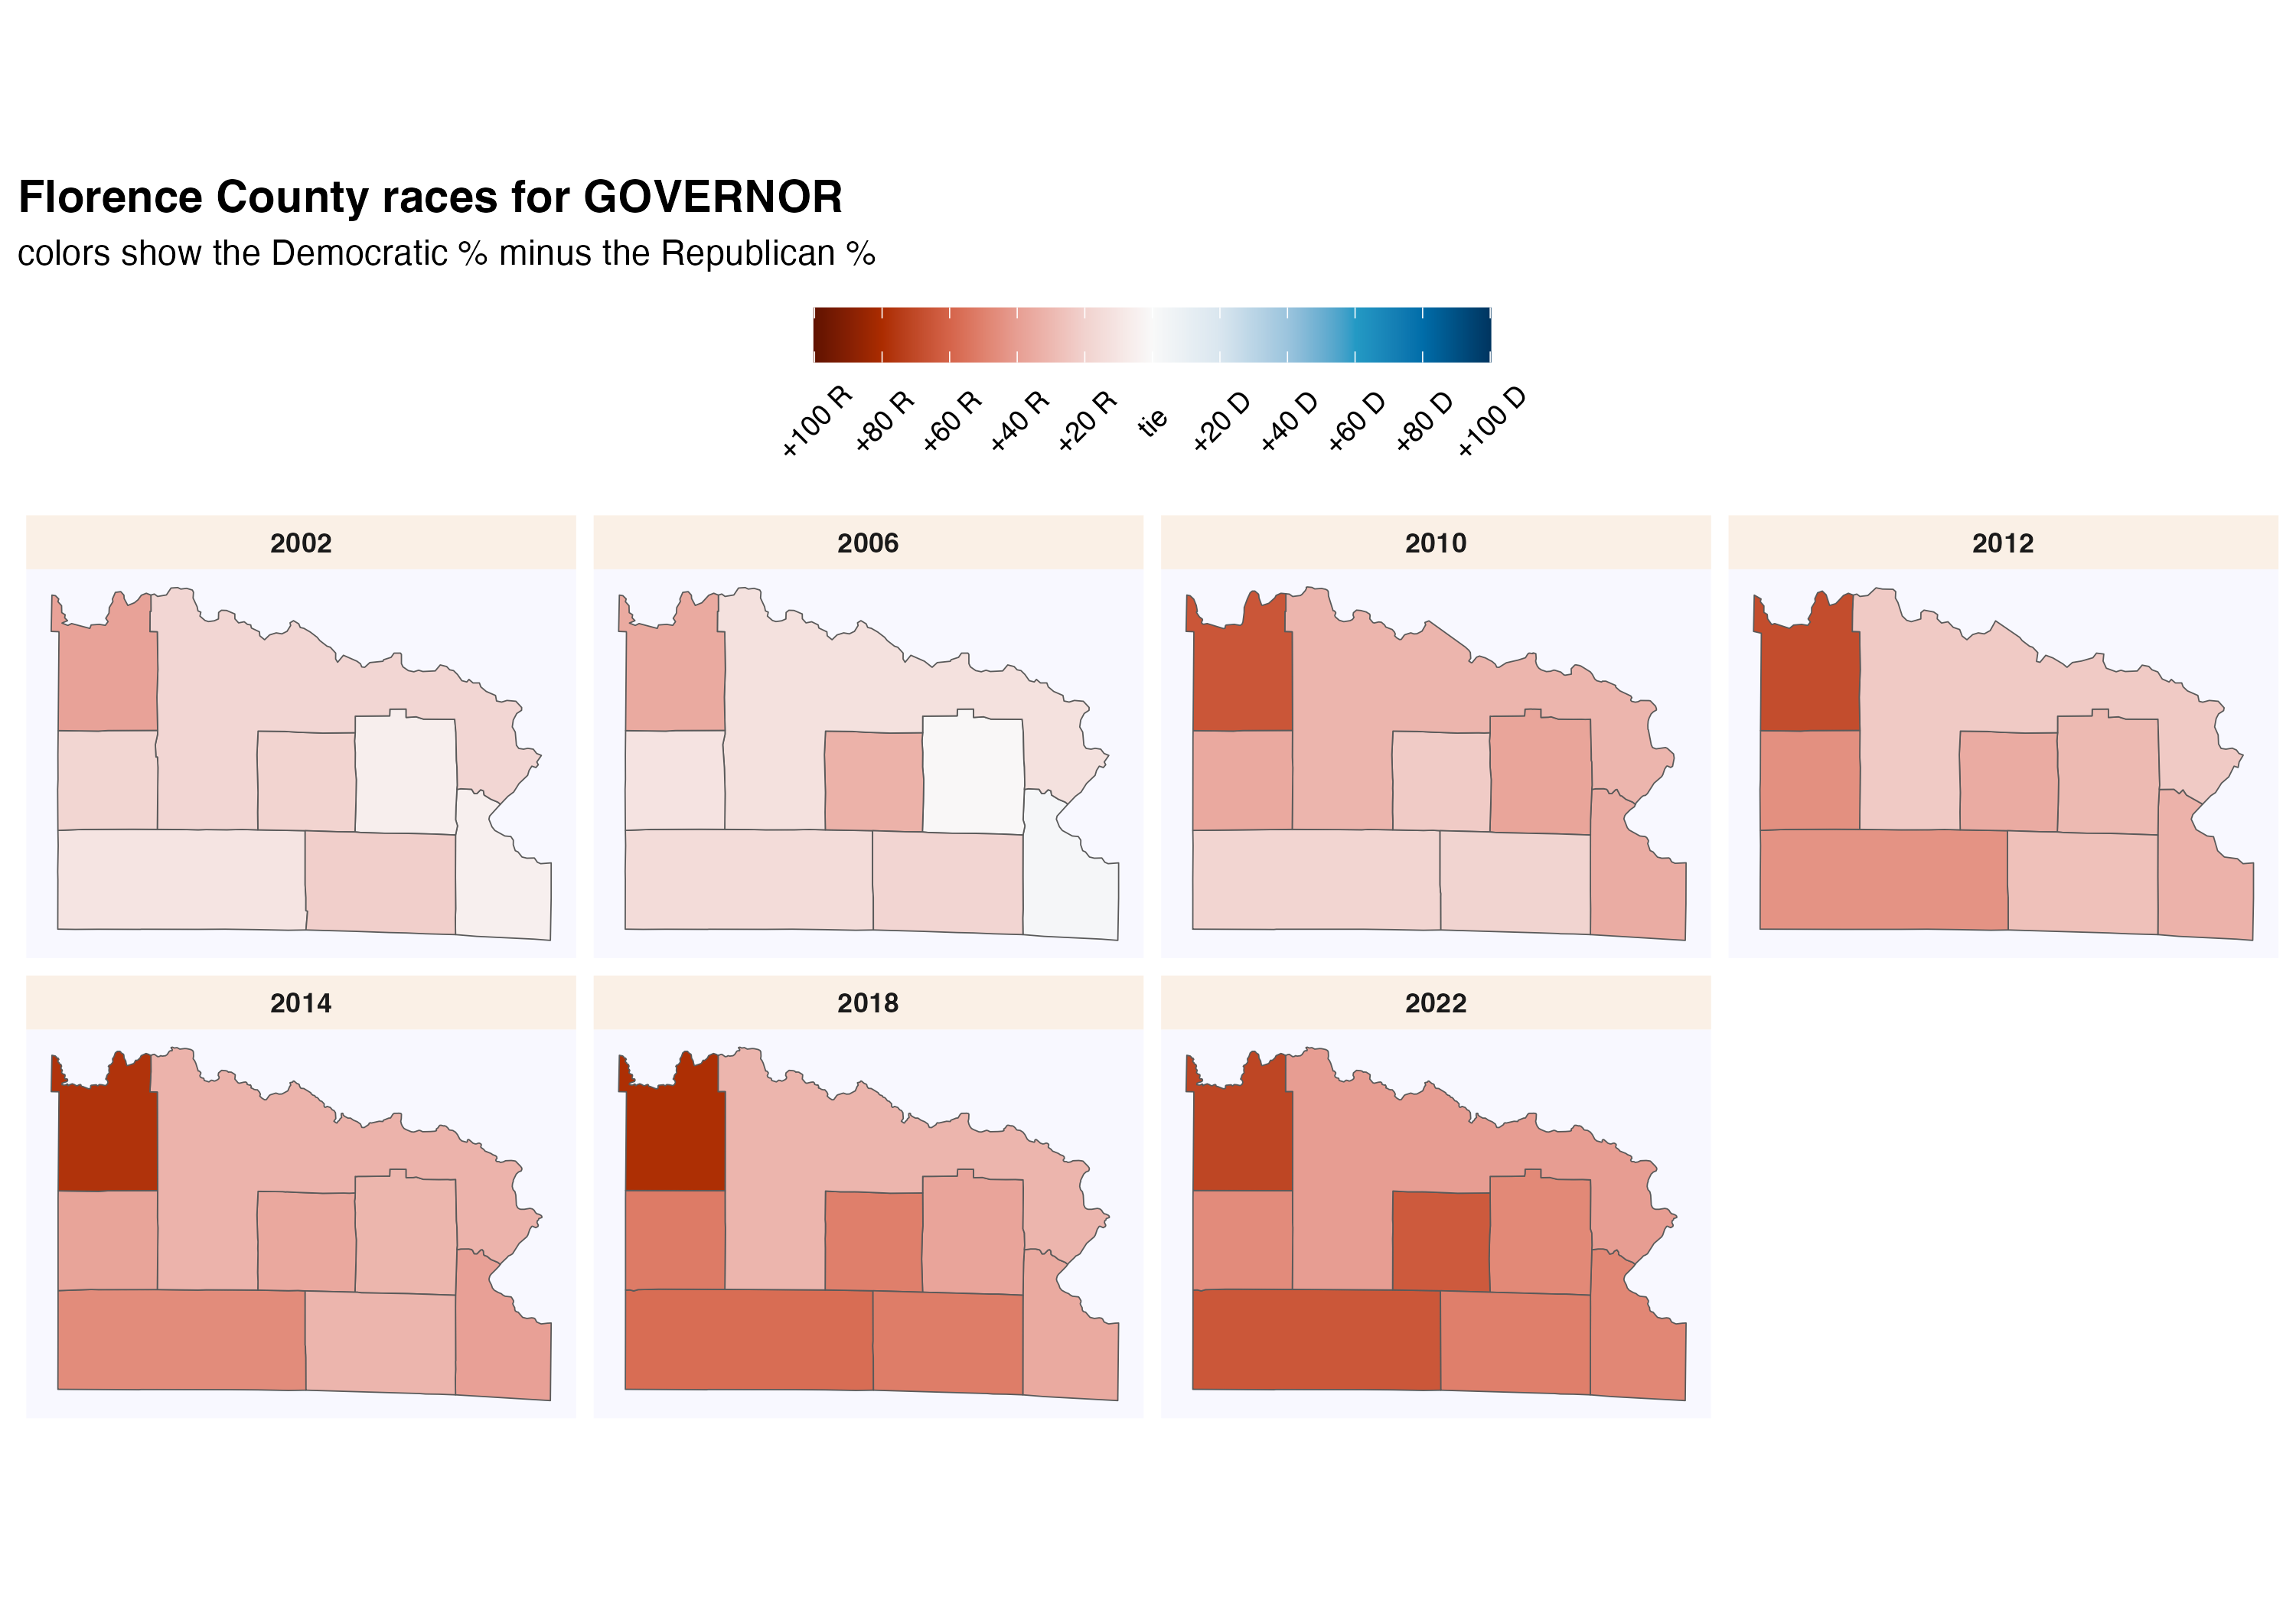 Florence County races for GOVERNOR
colors show the Democratic % minus the Republican %
+100 R
+80 R
+60 R
+40 R
+20 R
tie
+20 D
+40 D
+60 D
+80 D
+100 D
2002
2006
2010
2012
2014
2018
2022